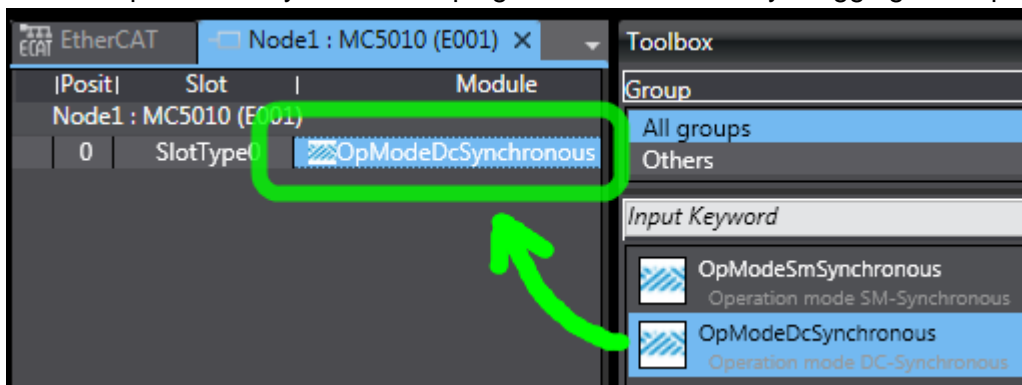 ECAT EtherCAT
Node1 : MC5010 (E001) ×
Toolbox
|Posit| Slot | Module
Node1 : MC5010 (E001)
0 SlotType0 OpModeDcSynchronous
Group
All groups
Others
Input Keyword
OpModeSmSynchronous
Operation mode SM-Synchronous
OpModeDcSynchronous
Operation mode DC-Synchronous